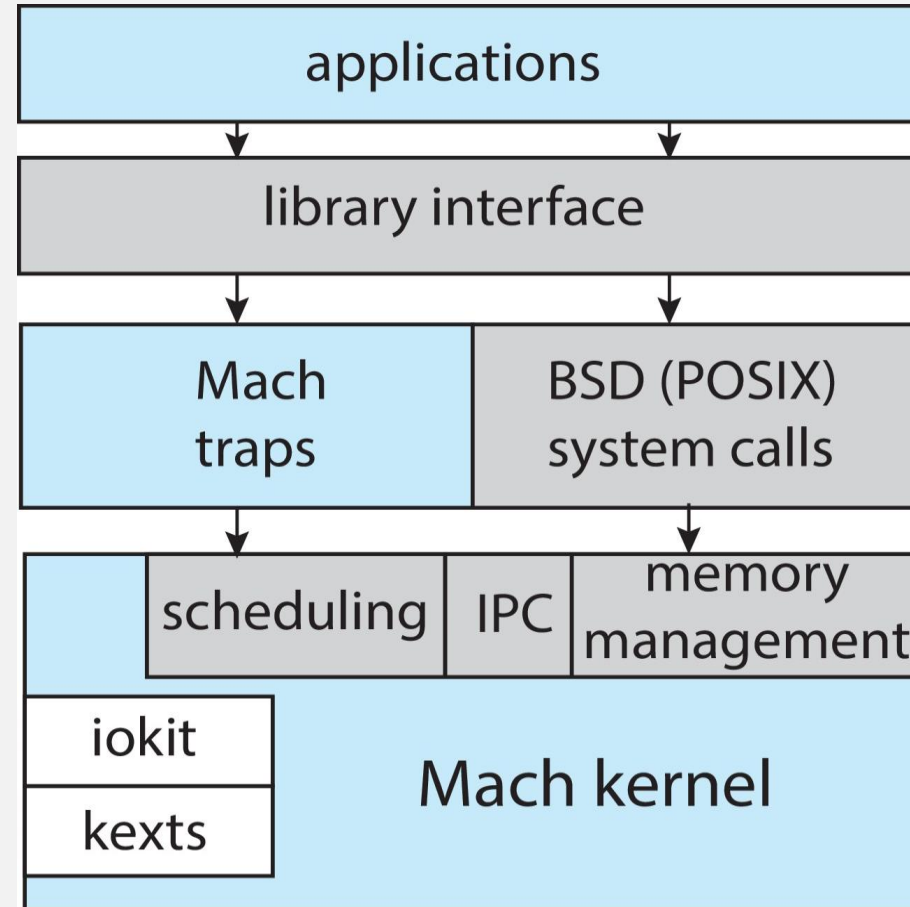 applications
library interface
Mach
traps
BSD (POSIX)
system calls
scheduling
IPC
memory
management
iokit
kexts
Mach kernel